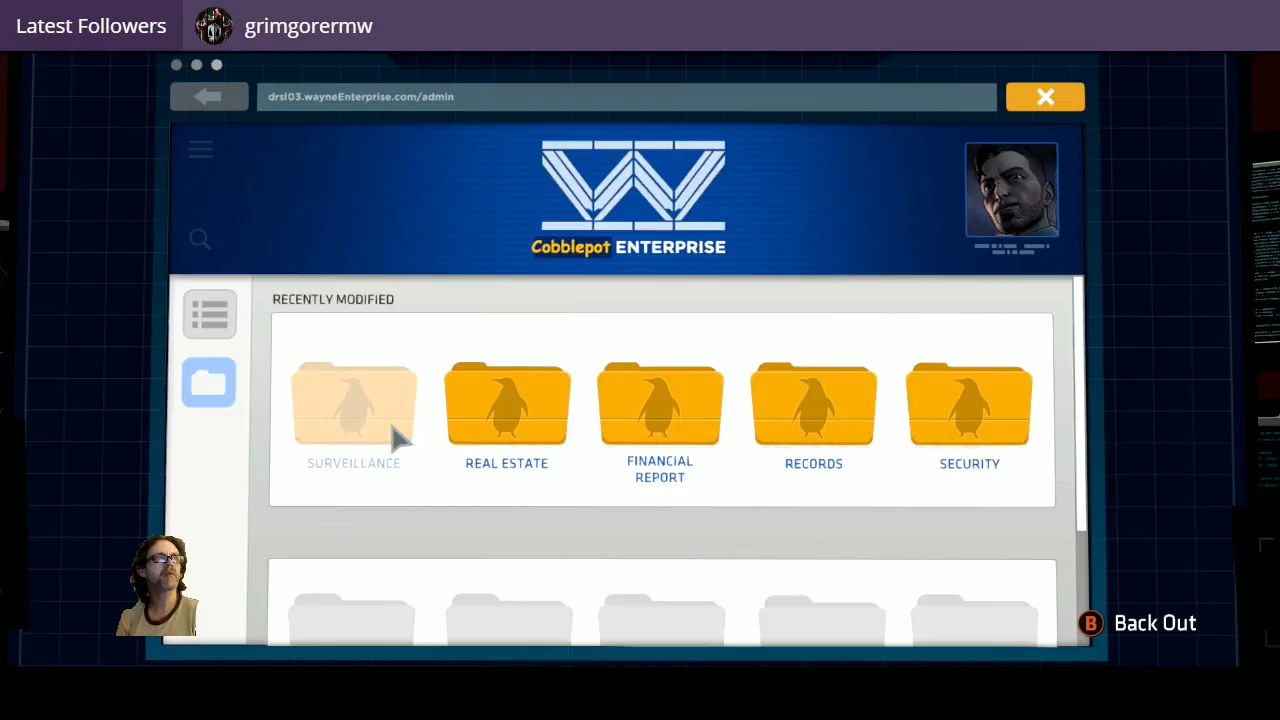 Latest Followers grimgorermw
drsl03.wayneEnterprise.com/admin
Cobblepot ENTERPRISE
RECENTLY MODIFIED
SURVEILLANCE
REAL ESTATE
FINANCIAL
REPORT
RECORDS
SECURITY
B Back Out